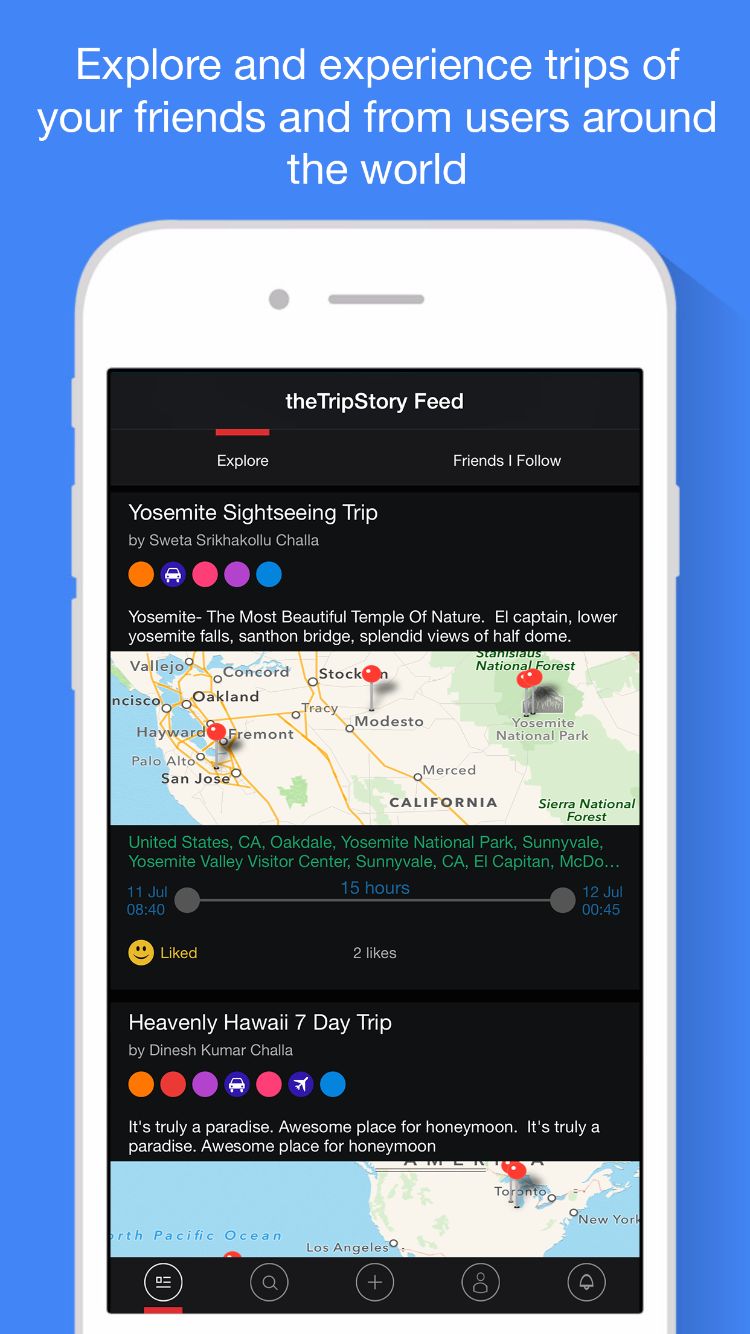 Explore and experience trips of
your friends and from users around
the world
theTripStory Feed
Explore
Friends I Follow
Yosemite Sightseeing Trip
by Sweta Srikhakollu Challa
Yosemite- The Most Beautiful Temple Of Nature.  El captain, lower
yosemite falls, santhon bridge, splendid views of half dome.
Stanislaus
National Forest
Vallejo
Concord
ncisco
Oakland
Tracy
Modesto
Yosemite
National Park
Hayward
Fremont
Palo Alto
San Jose
Merced
CALIFORNIA
Sierra National
Forest
United States, CA, Oakdale, Yosemite National Park, Sunnyvale,
Yosemite Valley Visitor Center, Sunnyvale, CA, El Capitan, McDo...
11 Jul
08:40
15 hours
12 Jul
00:45
Liked
2 likes
Heavenly Hawaii 7 Day Trip
by Dinesh Kumar Challa
It's truly a paradise. Awesome place for honeymoon.  It's truly a
paradise. Awesome place for honeymoon
Toronto
New York
orth Pacific Ocean
Los Angeles